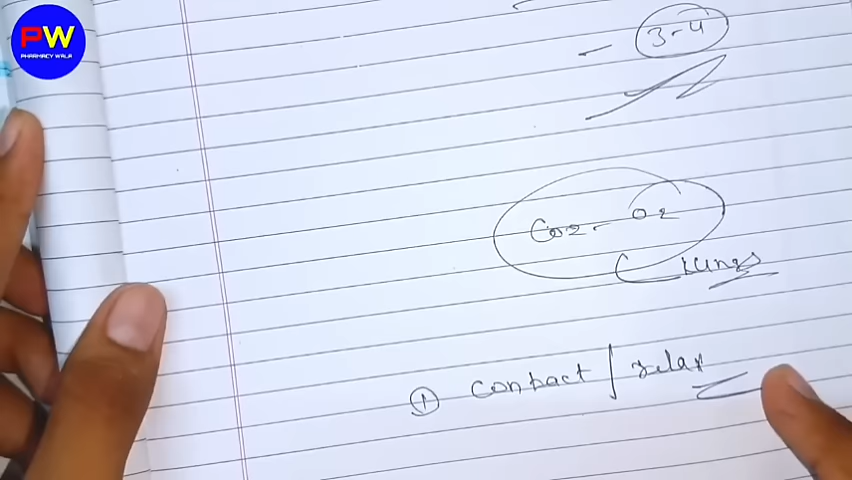 PW
PHARMACY WALA
3-4
Co2 - O2
Lungs
① contract / relax